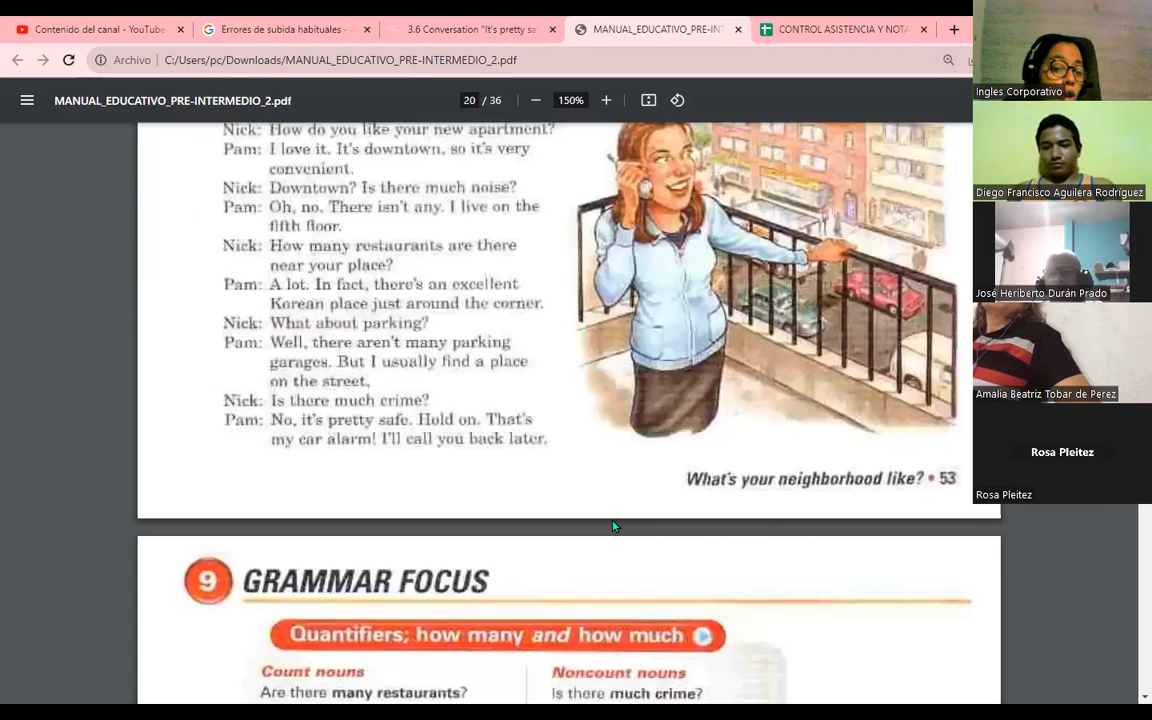 Contenido del canal - YouTube
Errores de subida habituales -
3.6 Conversation "It's pretty sa
MANUAL_EDUCATIVO_PRE-INT
CONTROL ASISTENCIA Y NOTA
Archivo
C:/Users/pc/Downloads/MANUAL_EDUCATIVO_PRE-INTERMEDIO_2.pdf
MANUAL_EDUCATIVO_PRE-INTERMEDIO_2.pdf
20 / 36
150%
Nick: How do you like your new apartment?
Pam: I love it. It's downtown, so it's very
convenient.
Nick: Downtown? Is there much noise?
Pam: Oh, no. There isn't any. I live on the
fifth floor.
Nick: How many restaurants are there
near your place?
Pam: A lot. In fact, there's an excellent
Korean place just around the corner.
Nick: What about parking?
Pam: Well, there aren't many parking
garages. But I usually find a place
on the street.
Nick: Is there much crime?
Pam: No, it's pretty safe. Hold on. That's
my car alarm! I'll call you back later.
What's your neighborhood like? • 53
9 GRAMMAR FOCUS
Quantifiers; how many and how much
Count nouns
Are there many restaurants?
Noncount nouns
Is there much crime?
Ingles Corporativo
Diego Francisco Aguilera Rodríguez
José Heriberto Durán Prado
Amalia Beatriz Tobar de Perez
Rosa Pleitez
Rosa Pleitez